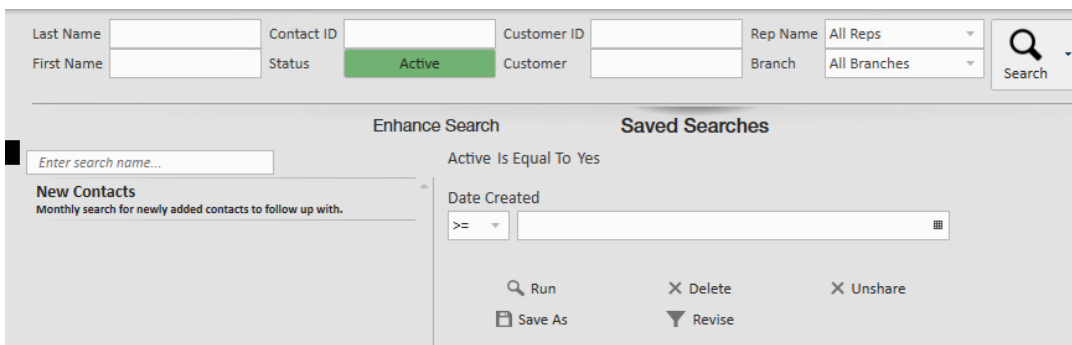 Last Name Contact ID Customer ID Rep Name All Reps
First Name Status Active Customer Branch All Branches
Search
Enhance Search Saved Searches
Enter search name...
Active Is Equal To Yes
New Contacts
Monthly search for newly added contacts to follow up with.
Date Created
>=
Run Delete Unshare
Save As Revise